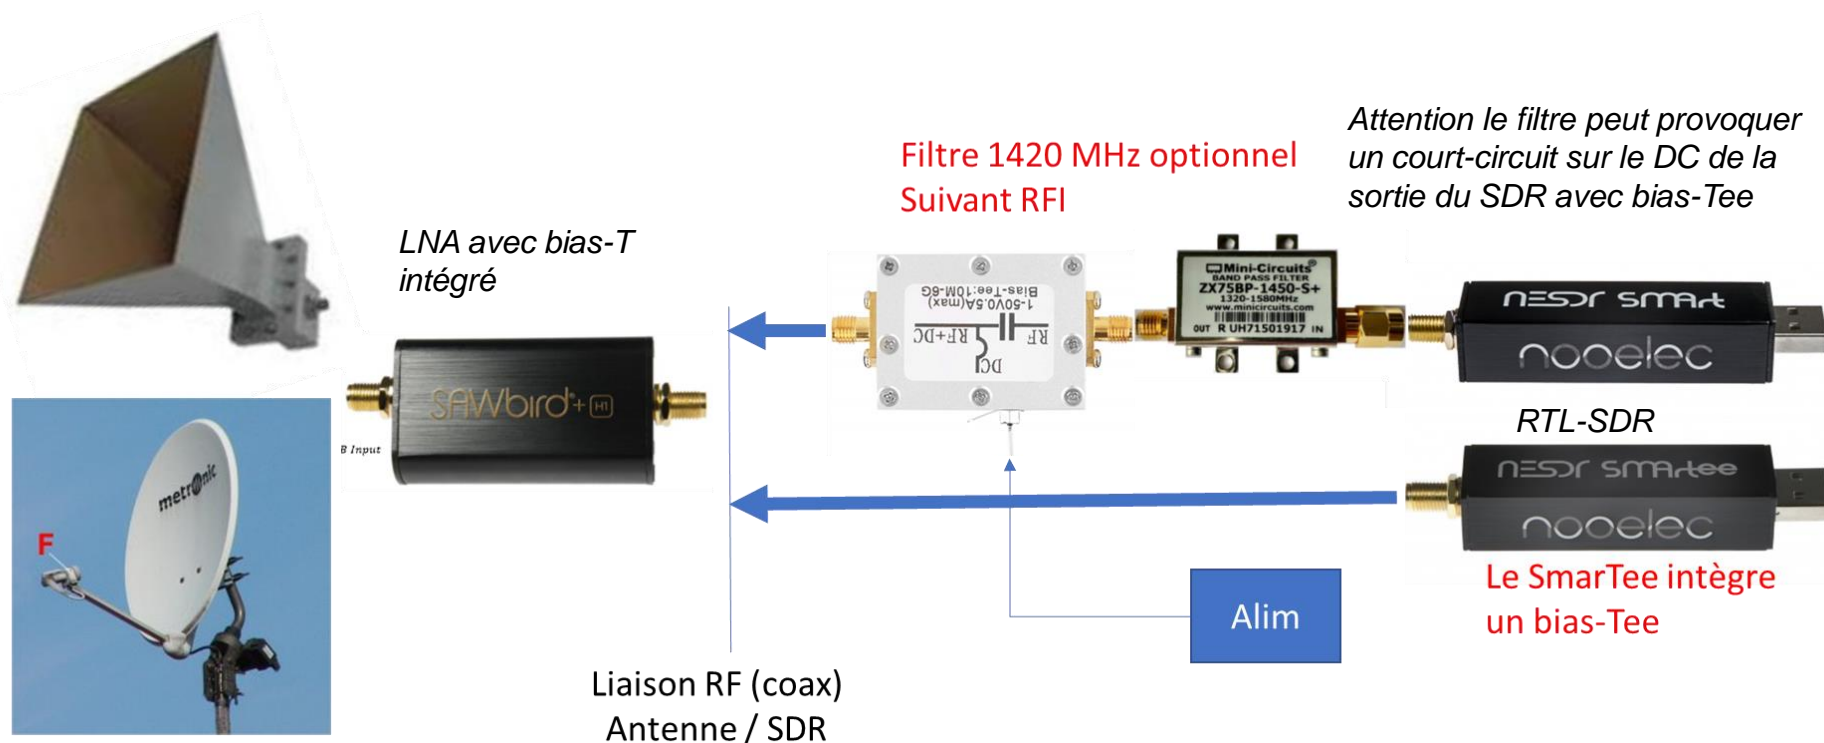 Attention le filtre peut provoquer
un court-circuit sur le DC de la
sortie du SDR avec bias-Tee
Filtre 1420 MHz optionnel
Suivant RFI
LNA avec bias-T
intégré
Mini-Circuits®
BAND PASS FILTER
ZX75BP-1450-S+
1320-1580MHz
www.minicircuits.com
OUT R UH71501917 IN
Bias-Tee:10M-6G
1-50V0.5A(max)
RF
RF+DC
DC
nesdr smart
nooelec
SAWbird®+ H1
B Input
RTL-SDR
nesdr smartee
nooelec
metronic
F
Le SmarTee intègre
un bias-Tee
Alim
Liaison RF (coax)
Antenne / SDR